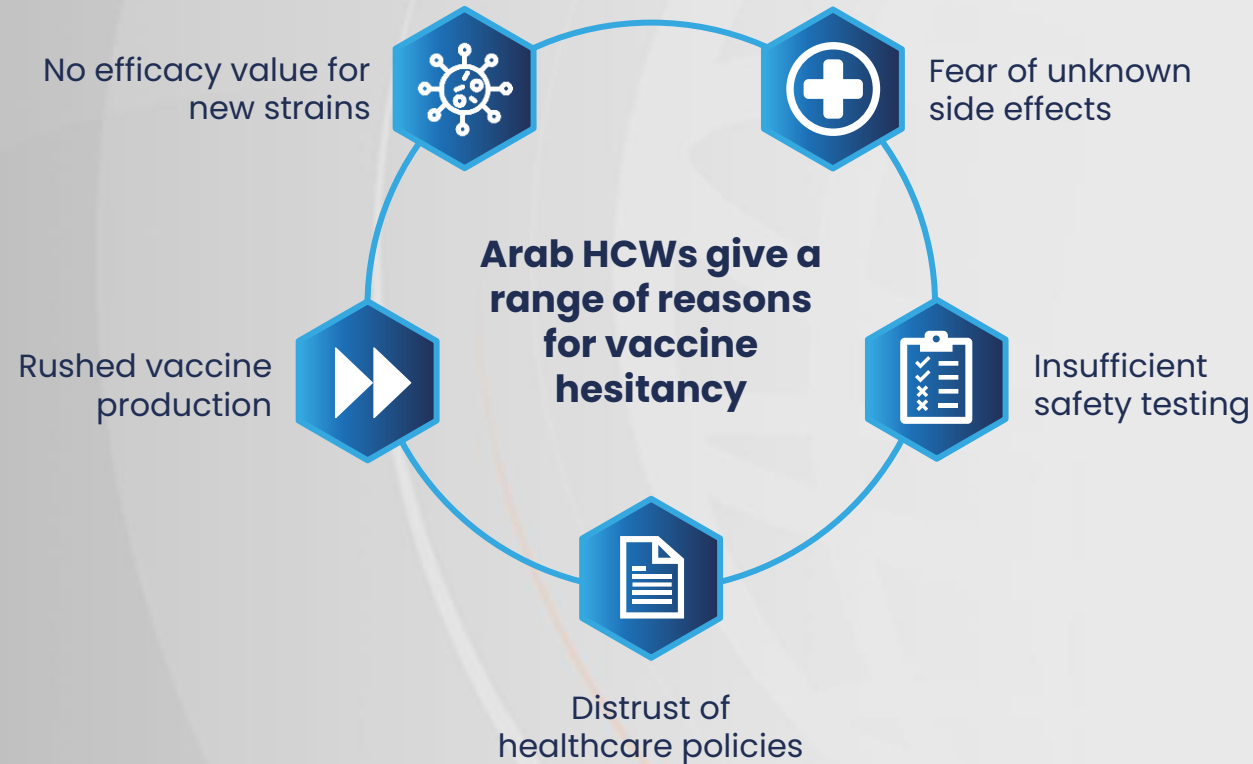 No efficacy value for
new strains
Fear of unknown
side effects
Arab HCWs give a
range of reasons
for vaccine
hesitancy
Rushed vaccine
production
Insufficient
safety testing
Distrust of
healthcare policies